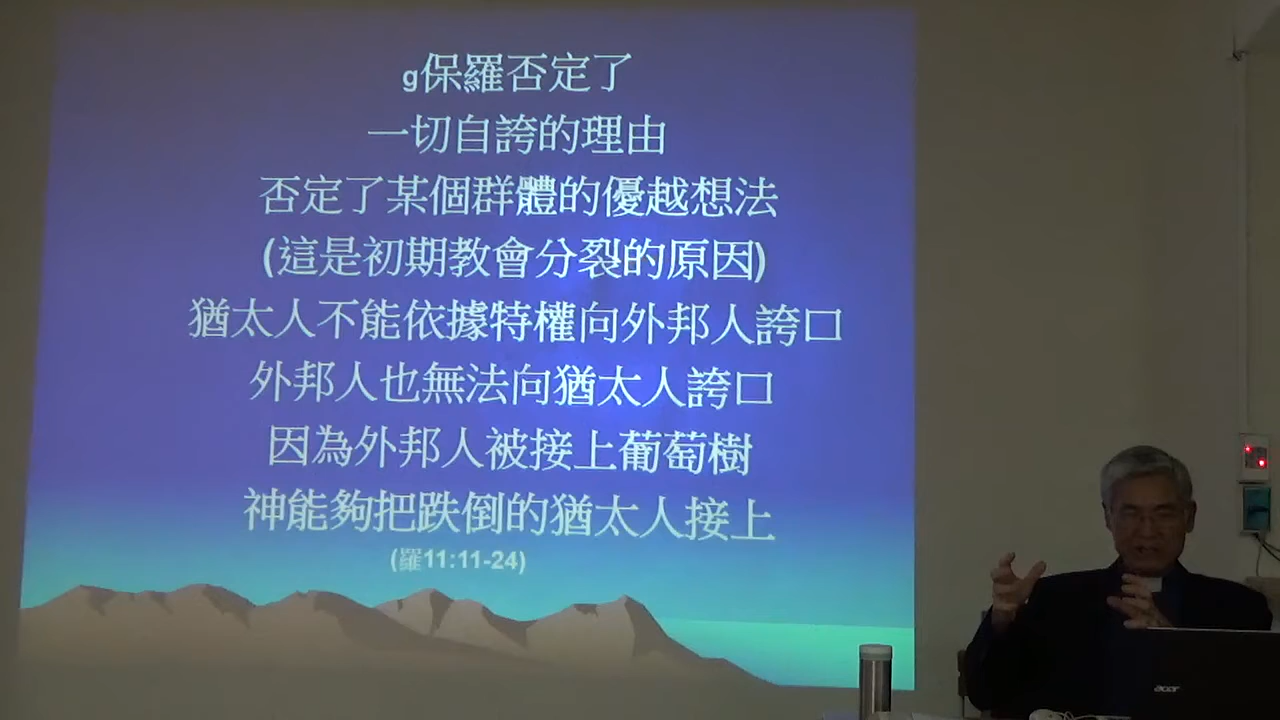 g保羅否定了
一切自誇的理由
否定了某個群體的優越想法
(這是初期教會分裂的原因)
猶太人不能依據特權向外邦人誇口
外邦人也無法向猶太人誇口
因為外邦人被接上葡萄樹
神能夠把跌倒的猶太人接上
(羅11:11-24)
acer